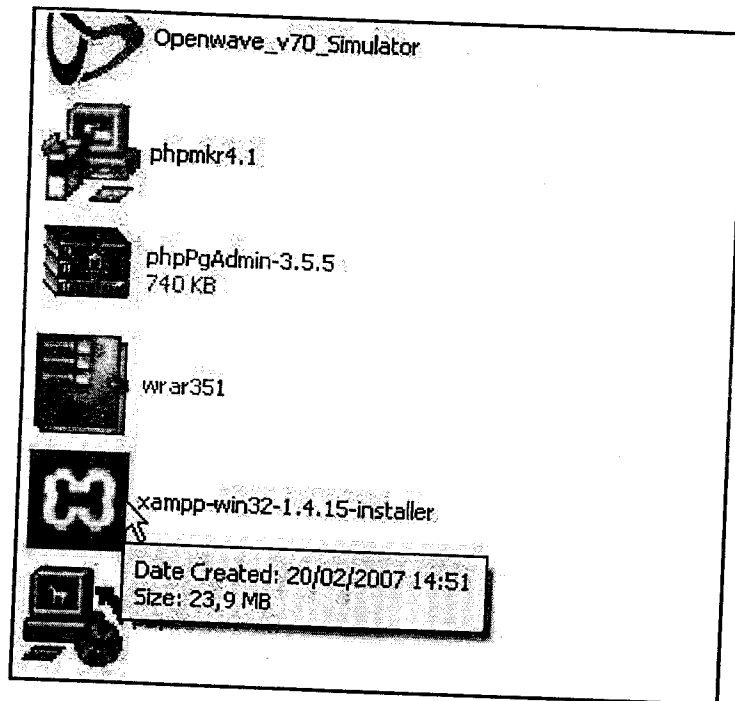 Openwave_v70_Simulator
phpmkr4.1
phpPgAdmin-3.5.5
740 KB
wrar351
xampp-win32-1.4.15-installer
Date Created: 20/02/2007 14:51
Size: 23,9 MB